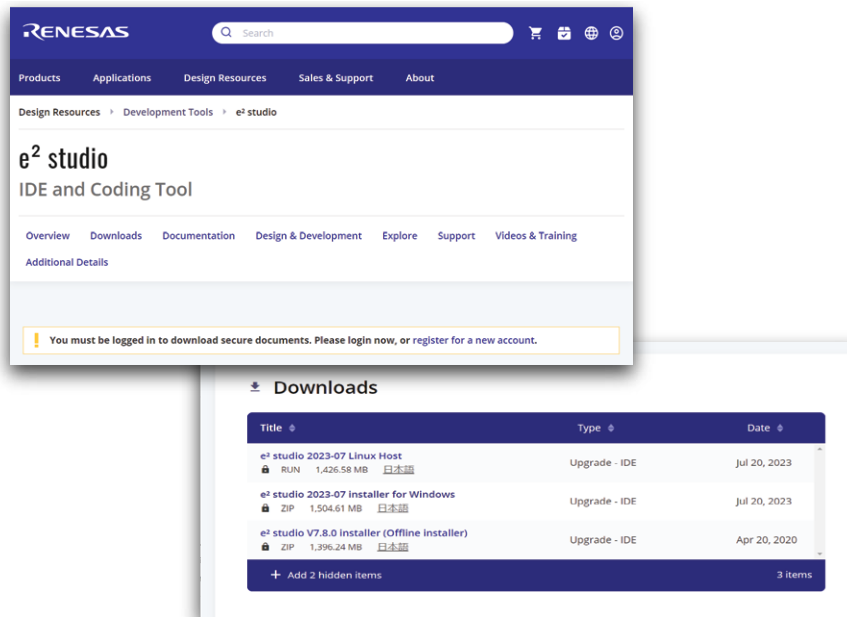 RENESAS
Search
Products Applications Design Resources Sales & Support About
Design Resources Development Tools e² studio
e² studio
IDE and Coding Tool
Overview Downloads Documentation Design & Development Explore Support Videos & Training
Additional Details
You must be logged in to download secure documents. Please login now, or register for a new account.
Downloads
Title Type Date
e² studio 2023-07 Linux Host
RUN 1,426.58 MB 日本語
Upgrade - IDE Jul 20, 2023
e² studio 2023-07 installer for Windows
ZIP 1,504.61 MB 日本語
Upgrade - IDE Jul 20, 2023
e² studio V7.8.0 installer (Offline installer)
ZIP 1,396.24 MB 日本語
Upgrade - IDE Apr 20, 2020
+ Add 2 hidden items 3 items